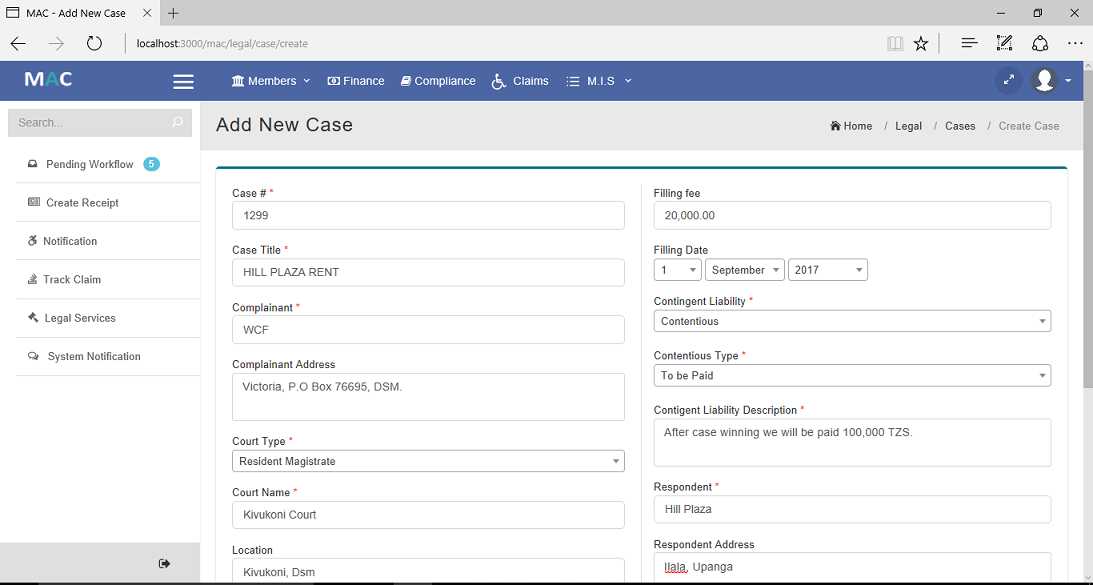 MAC - Add New Case
localhost:3000/mac/legal/case/create
MAC
Members
Finance
Compliance
Claims
M.I.S
Search...
Pending Workflow 5
Create Receipt
Notification
Track Claim
Legal Services
System Notification
Add New Case
Home / Legal / Cases / Create Case
Case # *
1299
Case Title *
HILL PLAZA RENT
Complainant *
WCF
Complainant Address
Victoria, P.O Box 76695, DSM.
Court Type *
Resident Magistrate
Court Name *
Kivukoni Court
Location
Kivukoni, Dsm
Filling fee
20,000.00
Filling Date
1 September 2017
Contingent Liability *
Contentious
Contentious Type *
To be Paid
Contigent Liability Description *
After case winning we will be paid 100,000 TZS.
Respondent *
Hill Plaza
Respondent Address
Ilala, Upanga